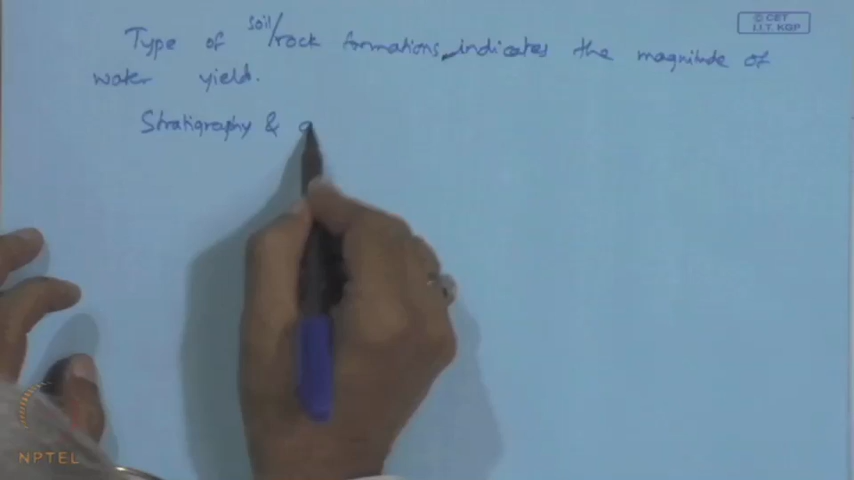 © CET
I.I.T. KGP
Type of soil/rock formations indicates the magnitude of
water yield.
Stratigraphy &
NPTEL